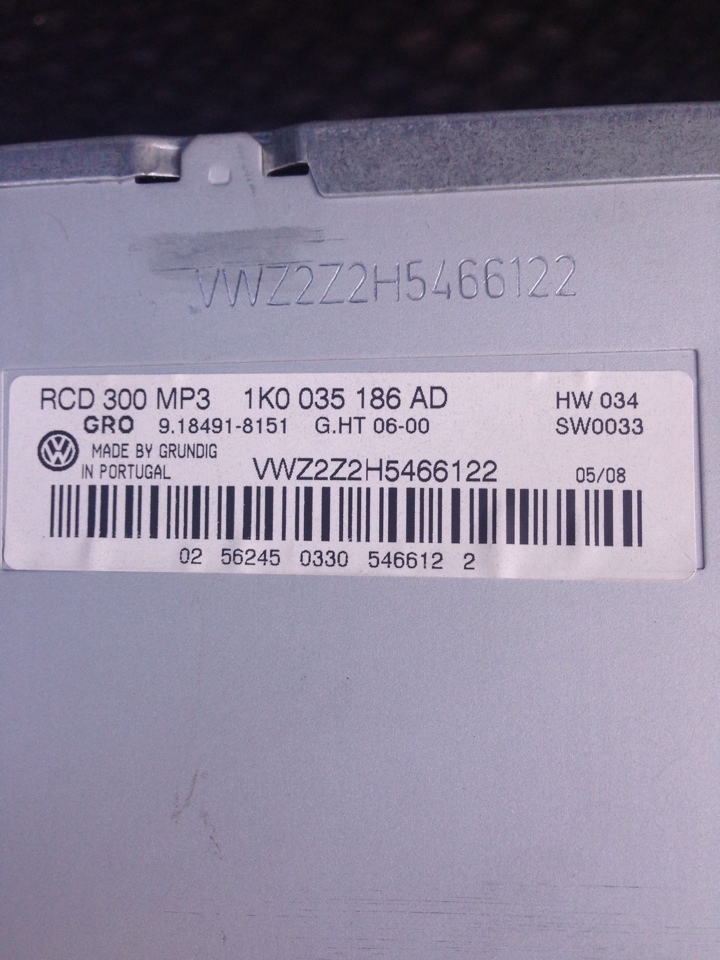 VWZ2Z2H5466122
RCD 300 MP3 1K0 035 186 AD HW 034
GRO 9.18491-8151 G.HT 06-00 SW0033
MADE BY GRUNDIG
IN PORTUGAL VWZ2Z2H5466122 05/08
02 56245 0330 546612 2